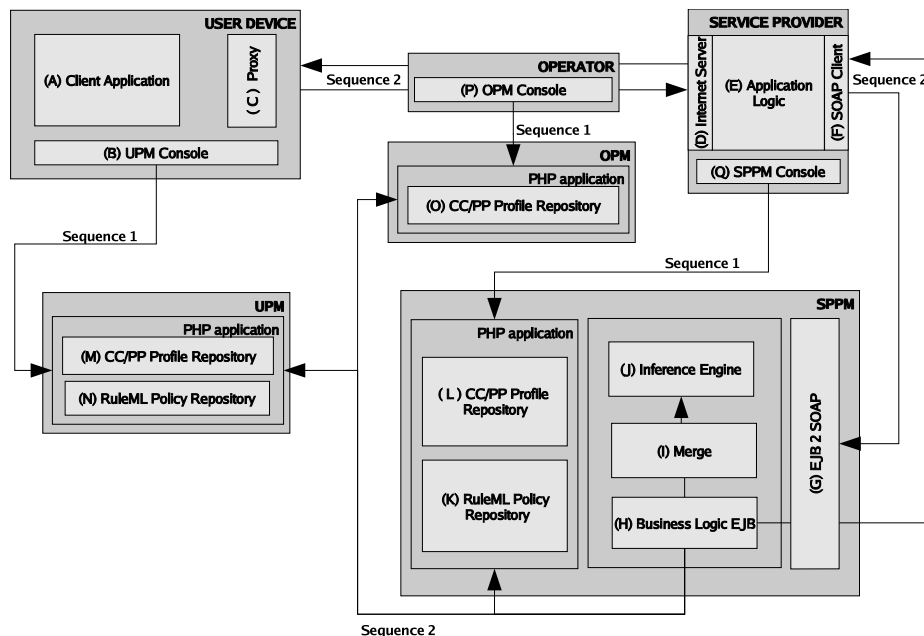 USER DEVICE
(A) Client Application
( C ) Proxy
(B) UPM Console
Sequence 2
OPERATOR
(P) OPM Console
Sequence 1
SERVICE PROVIDER
(D) Internet Server
(E) Application
Logic
(F) SOAP Client
Sequence 2
(Q) SPPM Console
OPM
PHP application
(O) CC/PP Profile Repository
Sequence 1
Sequence 1
UPM
PHP application
(M) CC/PP Profile Repository
(N) RuleML Policy Repository
SPPM
PHP application
( L ) CC/PP Profile
Repository
(K) RuleML Policy
Repository
(J) Inference Engine
(I) Merge
(H) Business Logic EJB
(G) EJB 2 SOAP
Sequence 2